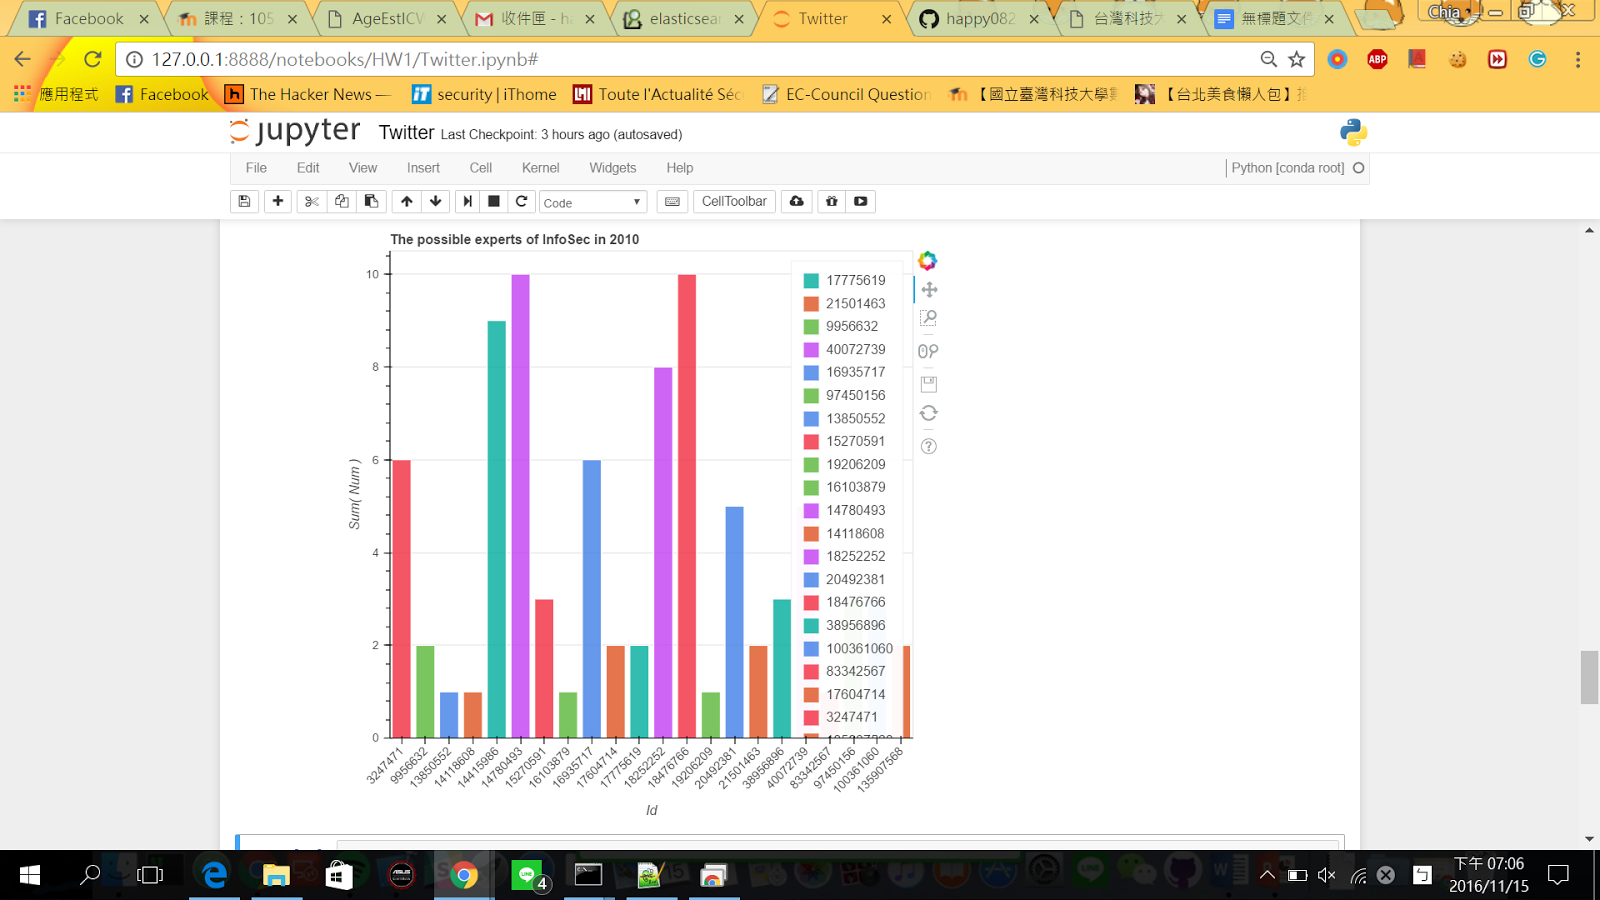 Facebook
課程：105
AgeEstICV
收件匣 - ha
elasticsear
Twitter
happy082
台灣科技大
無標題文件
Chia
127.0.0.1:8888/notebooks/HW1/Twitter.ipynb#
ABP
應用程式
Facebook
The Hacker News —
security | iThome
Toute l'Actualité Séc
EC-Council Question
【國立臺灣科技大學數
【台北美食懶人包】
jupyter Twitter Last Checkpoint: 3 hours ago (autosaved)
File Edit View Insert Cell Kernel Widgets Help
Python [conda root]
Code
CellToolbar
The possible experts of InfoSec in 2010
10
8
6
4
2
0
Sum( Num )
3247471
9956632
13850552
14118608
14415986
14780493
15270591
16103879
16935717
17604714
17775619
18252252
18476766
19206209
20492381
21501463
38956896
40072739
83342567
97450156
100361060
135907568
Id
17775619
21501463
9956632
40072739
16935717
97450156
13850552
15270591
19206209
16103879
14780493
14118608
18252252
20492381
18476766
38956896
100361060
83342567
17604714
3247471
LINE
4
下午 07:06
2016/11/15